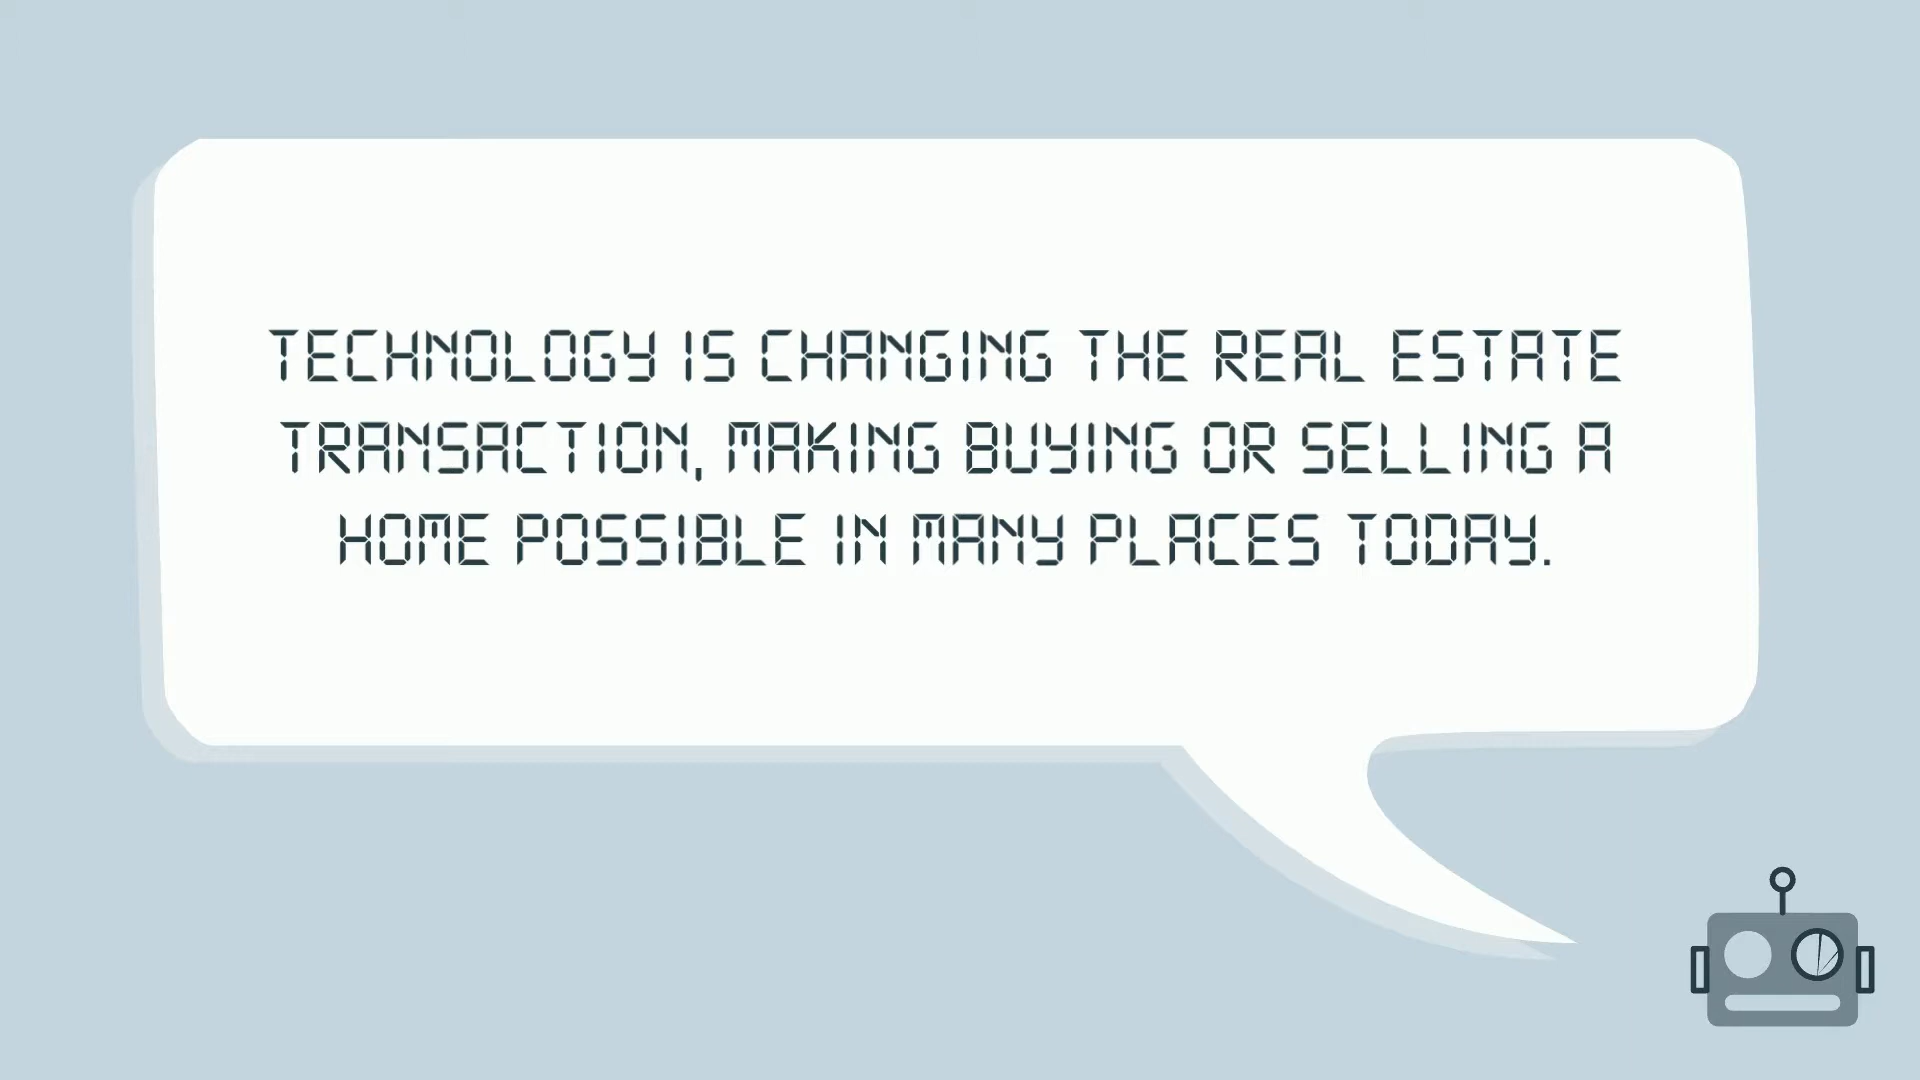 TECHNOLOGY IS CHANGING THE REAL ESTATE
TRANSACTION, MAKING BUYING OR SELLING A
HOME POSSIBLE IN MANY PLACES TODAY.